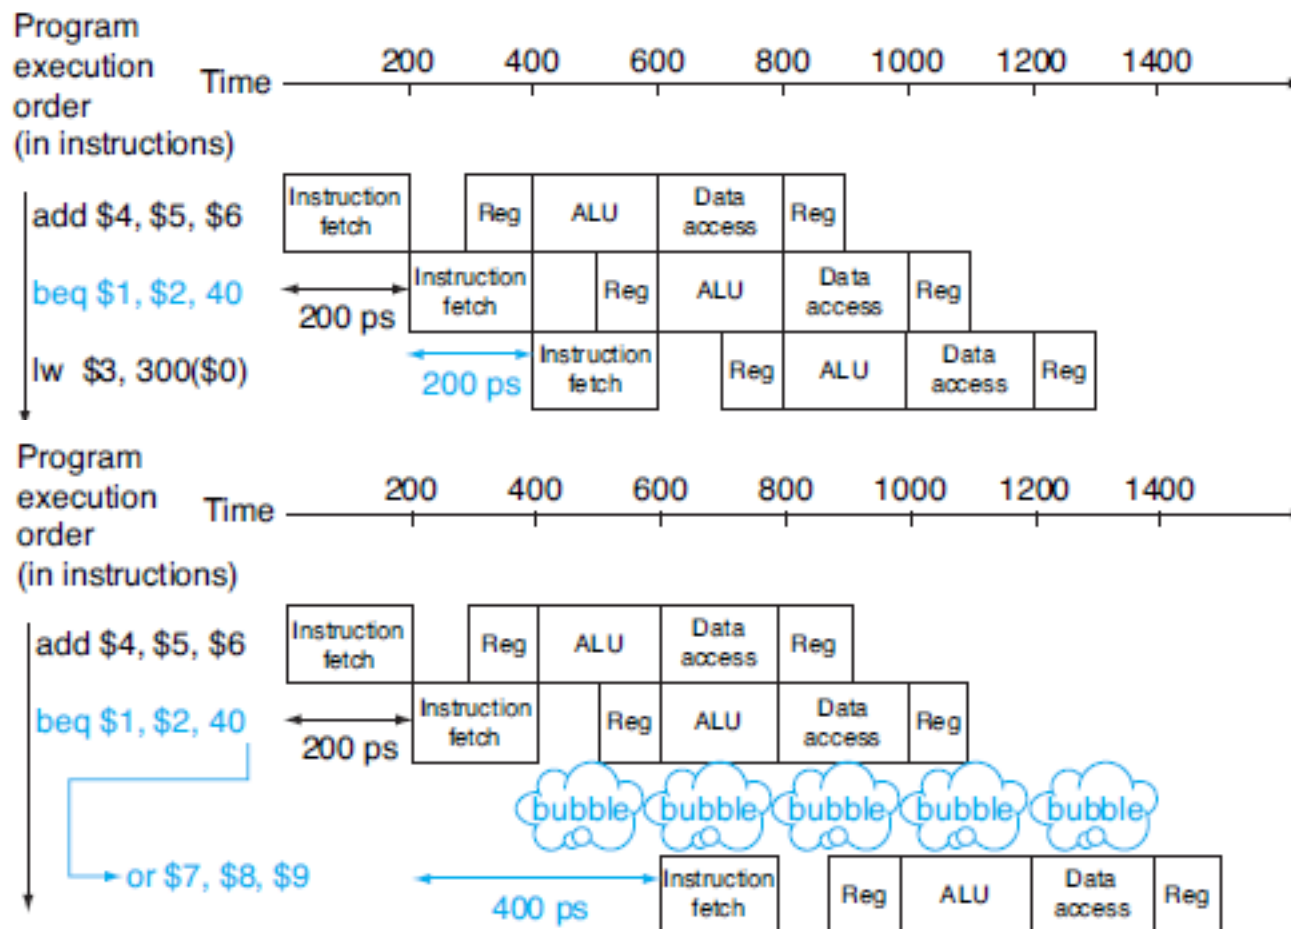 Program
execution
order
(in instructions)
Time
200 400 600 800 1000 1200 1400
add $4, $5, $6
Instruction
fetch
Reg
ALU
Data
access
Reg
beq $1, $2, 40
200 ps
Instruction
fetch
Reg
ALU
Data
access
Reg
lw $3, 300($0)
200 ps
Instruction
fetch
Reg
ALU
Data
access
Reg
Program
execution
order
(in instructions)
Time
200 400 600 800 1000 1200 1400
add $4, $5, $6
Instruction
fetch
Reg
ALU
Data
access
Reg
beq $1, $2, 40
200 ps
Instruction
fetch
Reg
ALU
Data
access
Reg
bubble bubble bubble bubble bubble
or $7, $8, $9
400 ps
Instruction
fetch
Reg
ALU
Data
access
Reg